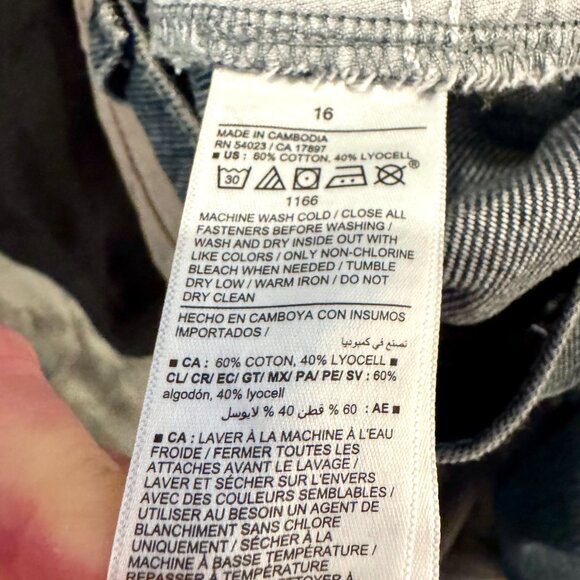 16
MADE IN CAMBODIA
RN 54023 / CA 17897
■ US : 60% COTTON, 40% LYOCELL
30 ®
1166
MACHINE WASH COLD / CLOSE ALL
FASTENERS BEFORE WASHING /
WASH AND DRY INSIDE OUT WITH
LIKE COLORS / ONLY NON-CHLORINE
BLEACH WHEN NEEDED / TUMBLE
DRY LOW / WARM IRON / DO NOT
DRY CLEAN
HECHO EN CAMBOYA CON INSUMOS
IMPORTADOS /
تصنع في كمبوديا
■ CA : 60% COTON, 40% LYOCELL ■
CL/ CR/ EC/ GT/ MX/ PA/ PE/ SV : 60%
algodón, 40% lyocell
■ AE : 60 % قطن 40 % لايوسل
■ CA : LAVER À LA MACHINE À L'EAU
FROIDE / FERMER TOUTES LES
ATTACHES AVANT LE LAVAGE /
LAVER ET SÉCHER SUR L'ENVERS
AVEC DES COULEURS SEMBLABLES /
UTILISER AU BESOIN UN AGENT DE
BLANCHIMENT SANS CHLORE
UNIQUEMENT / SÉCHER À LA
MACHINE À BASSE TEMPÉRATURE /
REPASSER À TEMPÉRATURE